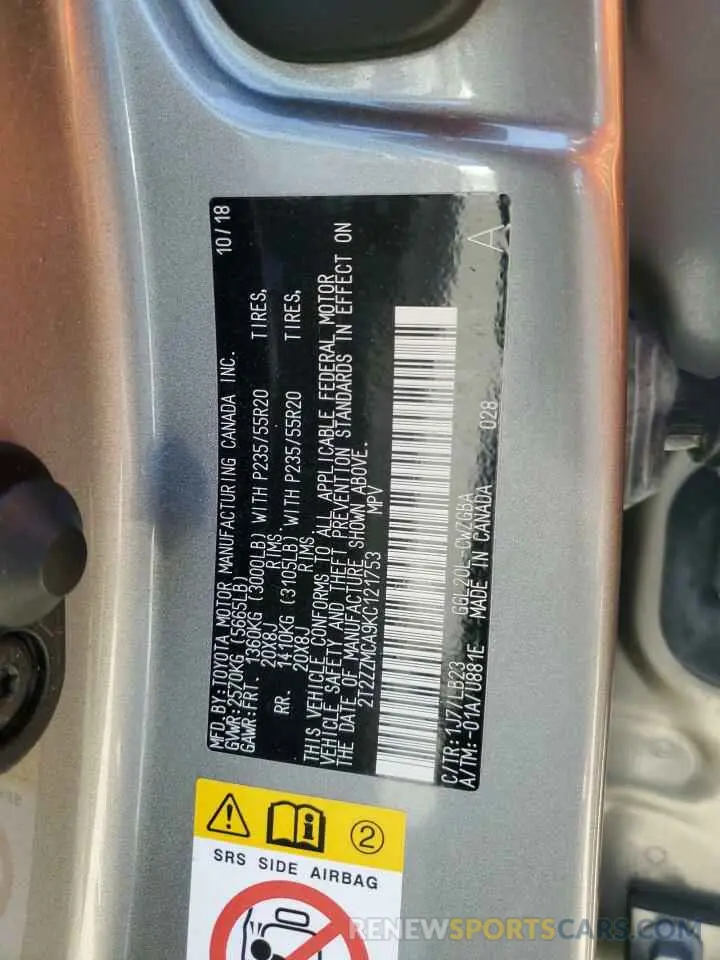 MFD. BY: TOYOTA MOTOR MANUFACTURING CANADA INC. 10/18
GVWR: 2570KG (5665LB)
GAWR: FRT. 1360KG (3000LB) WITH P235/55R20 TIRES,
20X8J RIMS
RR. 1410KG (3105LB) WITH P235/55R20 TIRES,
20X8J RIMS
THIS VEHICLE CONFORMS TO ALL APPLICABLE FEDERAL MOTOR
VEHICLE SAFETY AND THEFT PREVENTION STANDARDS IN EFFECT ON
THE DATE OF MANUFACTURE SHOWN ABOVE.
2T2ZZMCA9KC121753 MPV
028
C/TR: 1J7/LB23 GGL20L-CWZGBA
A/TM: -01A/U881E MADE IN CANADA
A
2
SRS SIDE AIRBAG
RENEWSPORTSCARS.COM